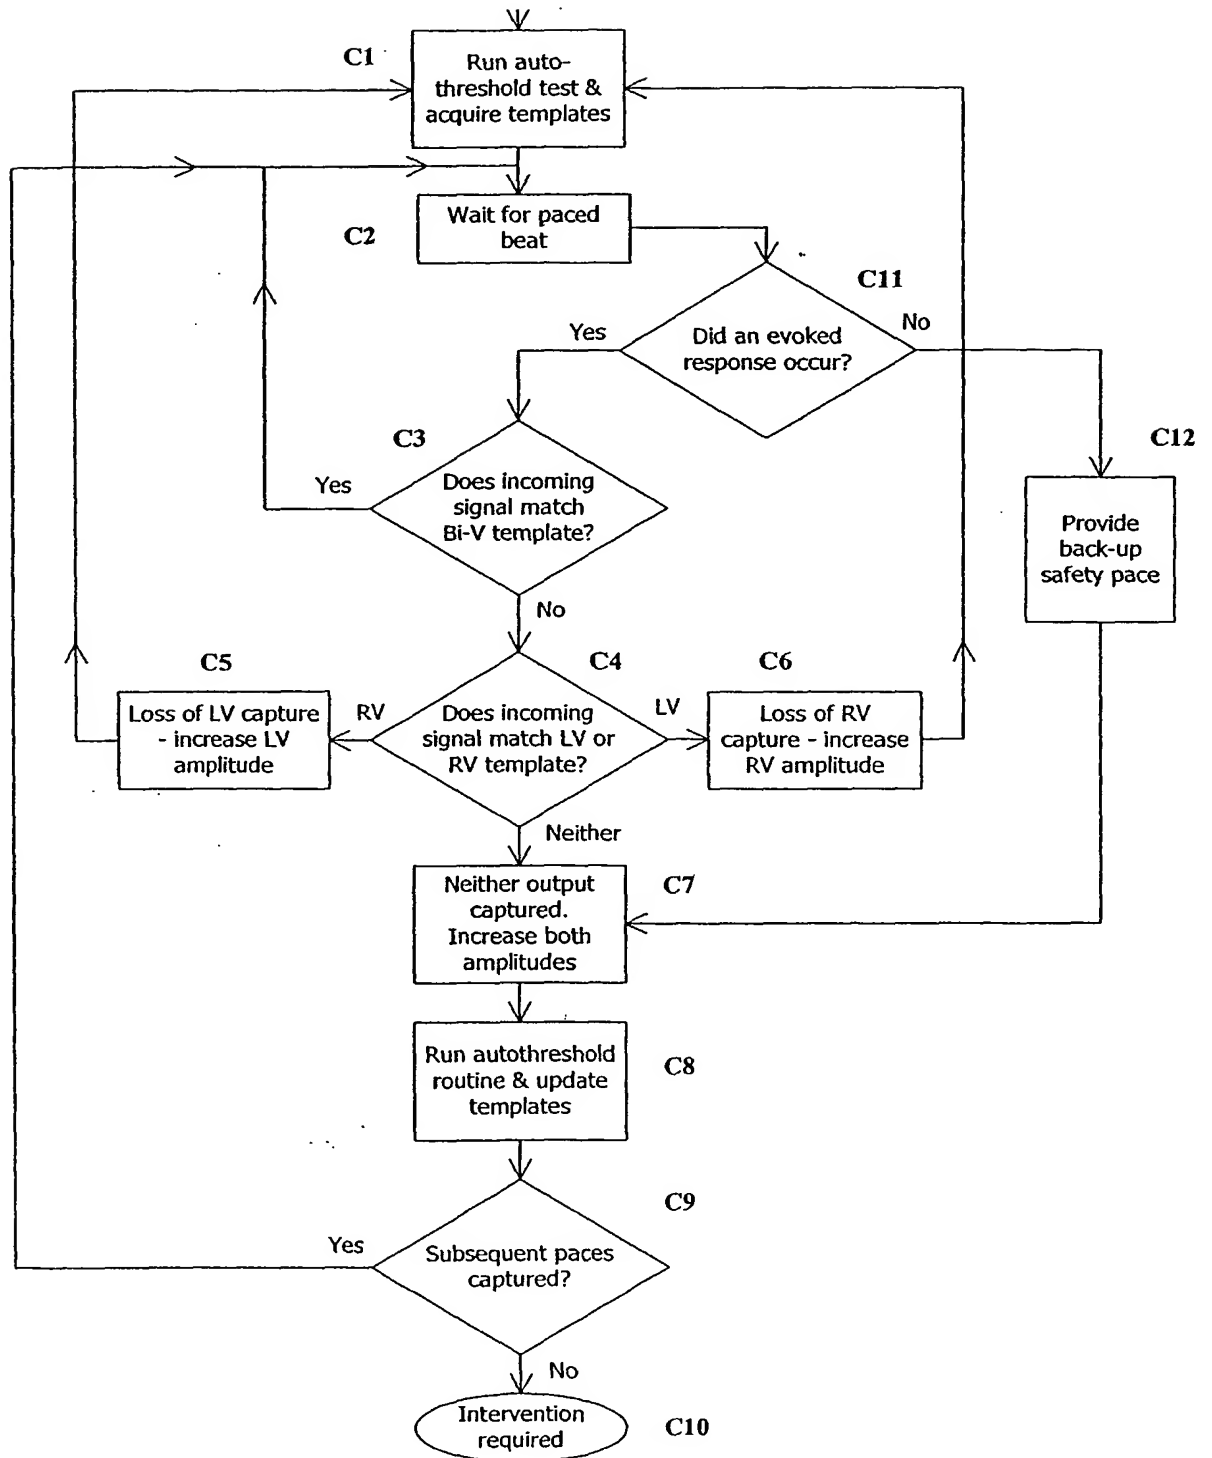 C1
Run auto-
threshold test &
acquire templates
C2
Wait for paced
beat
C11
Did an evoked
response occur?
Yes
No
C12
Provide
back-up
safety pace
C3
Does incoming
signal match
Bi-V template?
Yes
No
C4
Does incoming
signal match LV or
RV template?
RV
LV
C5
Loss of LV capture
- increase LV
amplitude
C6
Loss of RV
capture - increase
RV amplitude
Neither
Neither output
captured.
Increase both
amplitudes
C7
Run autothreshold
routine & update
templates
C8
C9
Subsequent paces
captured?
Yes
No
Intervention
required
C10